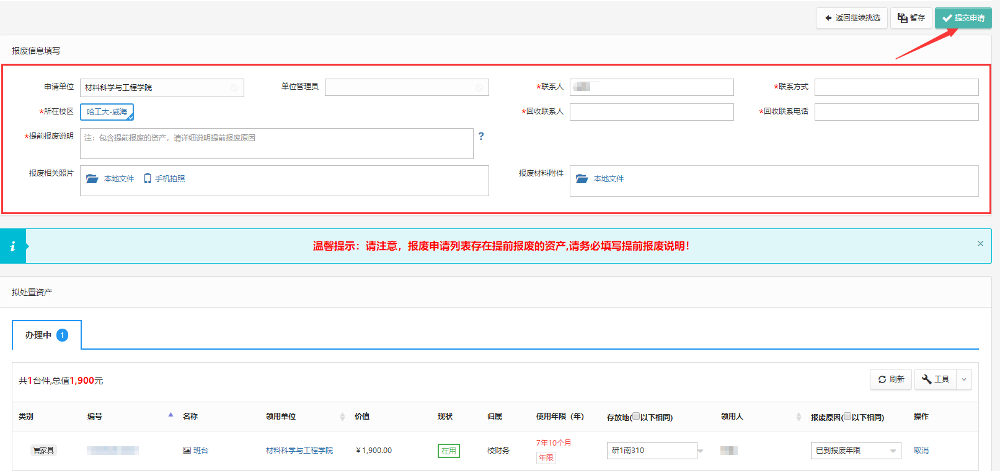 返回继续挑选 暂存 提交申请
报废信息填写
申请单位 材料科学与工程学院 单位管理员 *联系人 *联系方式
*所在校区 哈工大-威海 *回收联系人 *回收联系电话
*提前报废说明 注：包含提前报废的资产，请详细说明提前报废原因 ?
报废相关照片 本地文件 手机拍照 报废材料附件 本地文件
i 温馨提示：请注意，报废申请列表存在提前报废的资产,请务必填写提前报废说明！ ×
拟处置资产
办理中 1
共1台件,总值1,900元 刷新 工具
类别 编号 名称 领用单位 价值 现状 归属 使用年限（年） 存放地(以下相同) 领用人 报废原因(以下相同) 操作
家具 班台 材料科学与工程学院 ￥1,900.00 在用 校财务 7年10个月 研1南310 已到报废年限 取消
年限